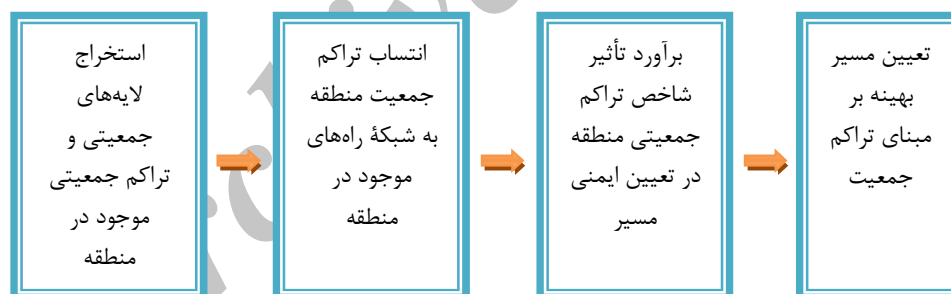 استخراج
لایه‌های
جمعیتی و
تراکم جمعیتی
موجود در
منطقه
انتساب تراکم
جمعیت منطقه
به شبکهٔ راه‌های
موجود در
منطقه
برآورد تأثیر
شاخص تراکم
جمعیتی منطقه
در تعیین ایمنی
مسیر
تعیین مسیر
بهینه بر
مبنای تراکم
جمعیت